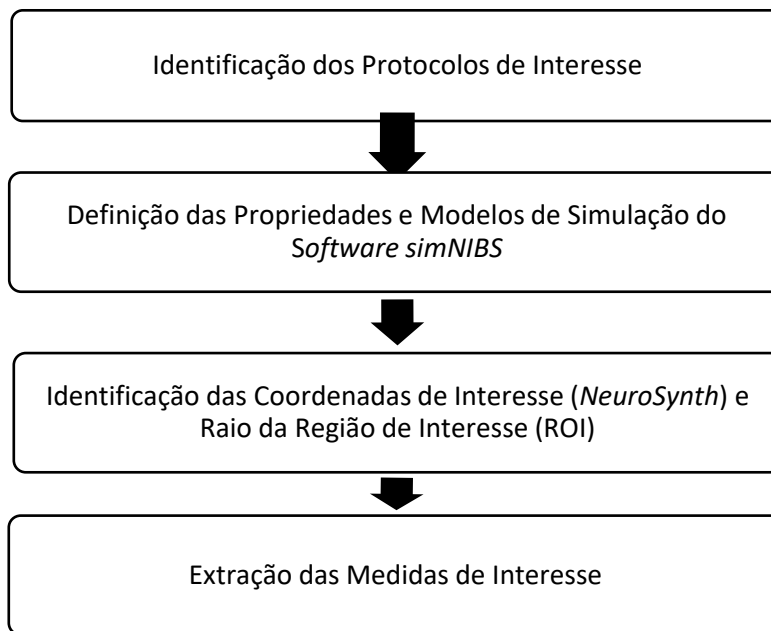 Identificação dos Protocolos de Interesse
Definição das Propriedades e Modelos de Simulação do
Software simNIBS
Identificação das Coordenadas de Interesse (NeuroSynth) e
Raio da Região de Interesse (ROI)
Extração das Medidas de Interesse